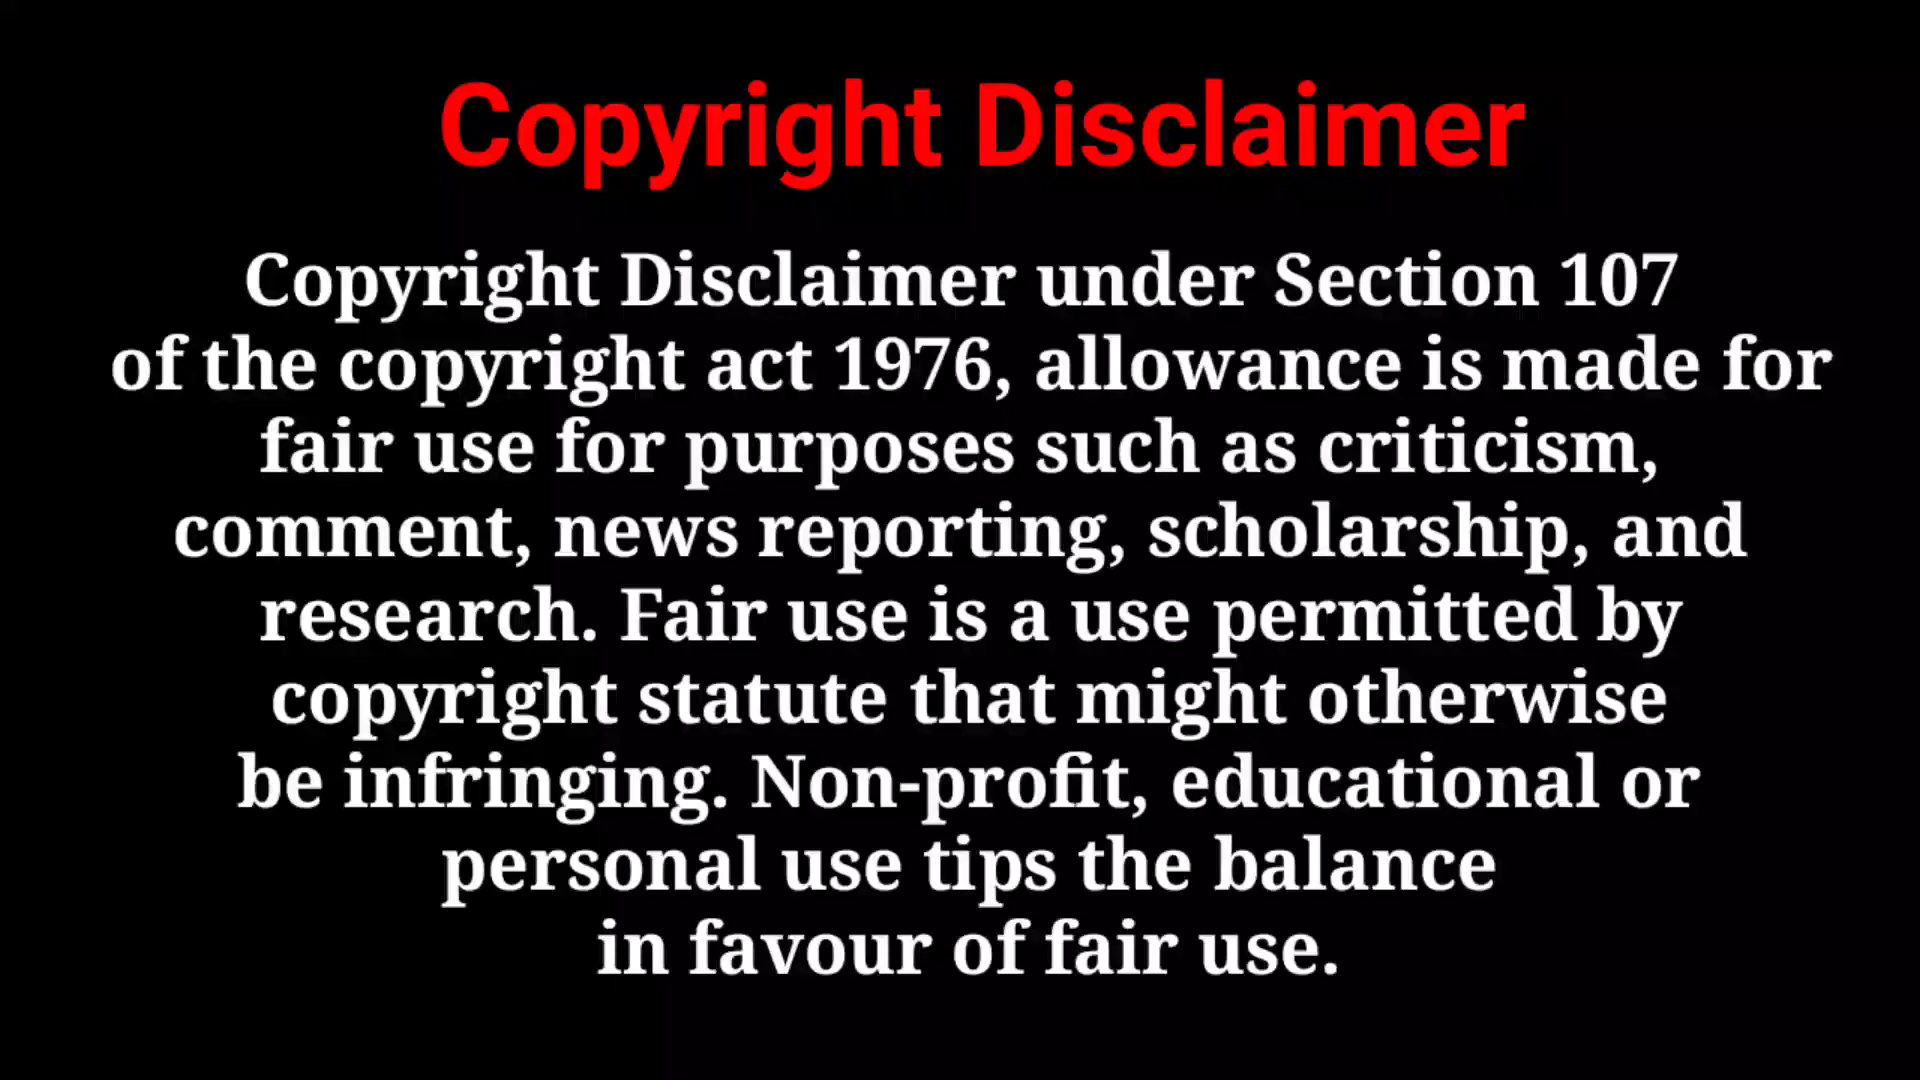 Copyright Disclaimer
Copyright Disclaimer under Section 107
of the copyright act 1976, allowance is made for
fair use for purposes such as criticism,
comment, news reporting, scholarship, and
research. Fair use is a use permitted by
copyright statute that might otherwise
be infringing. Non-profit, educational or
personal use tips the balance
in favour of fair use.